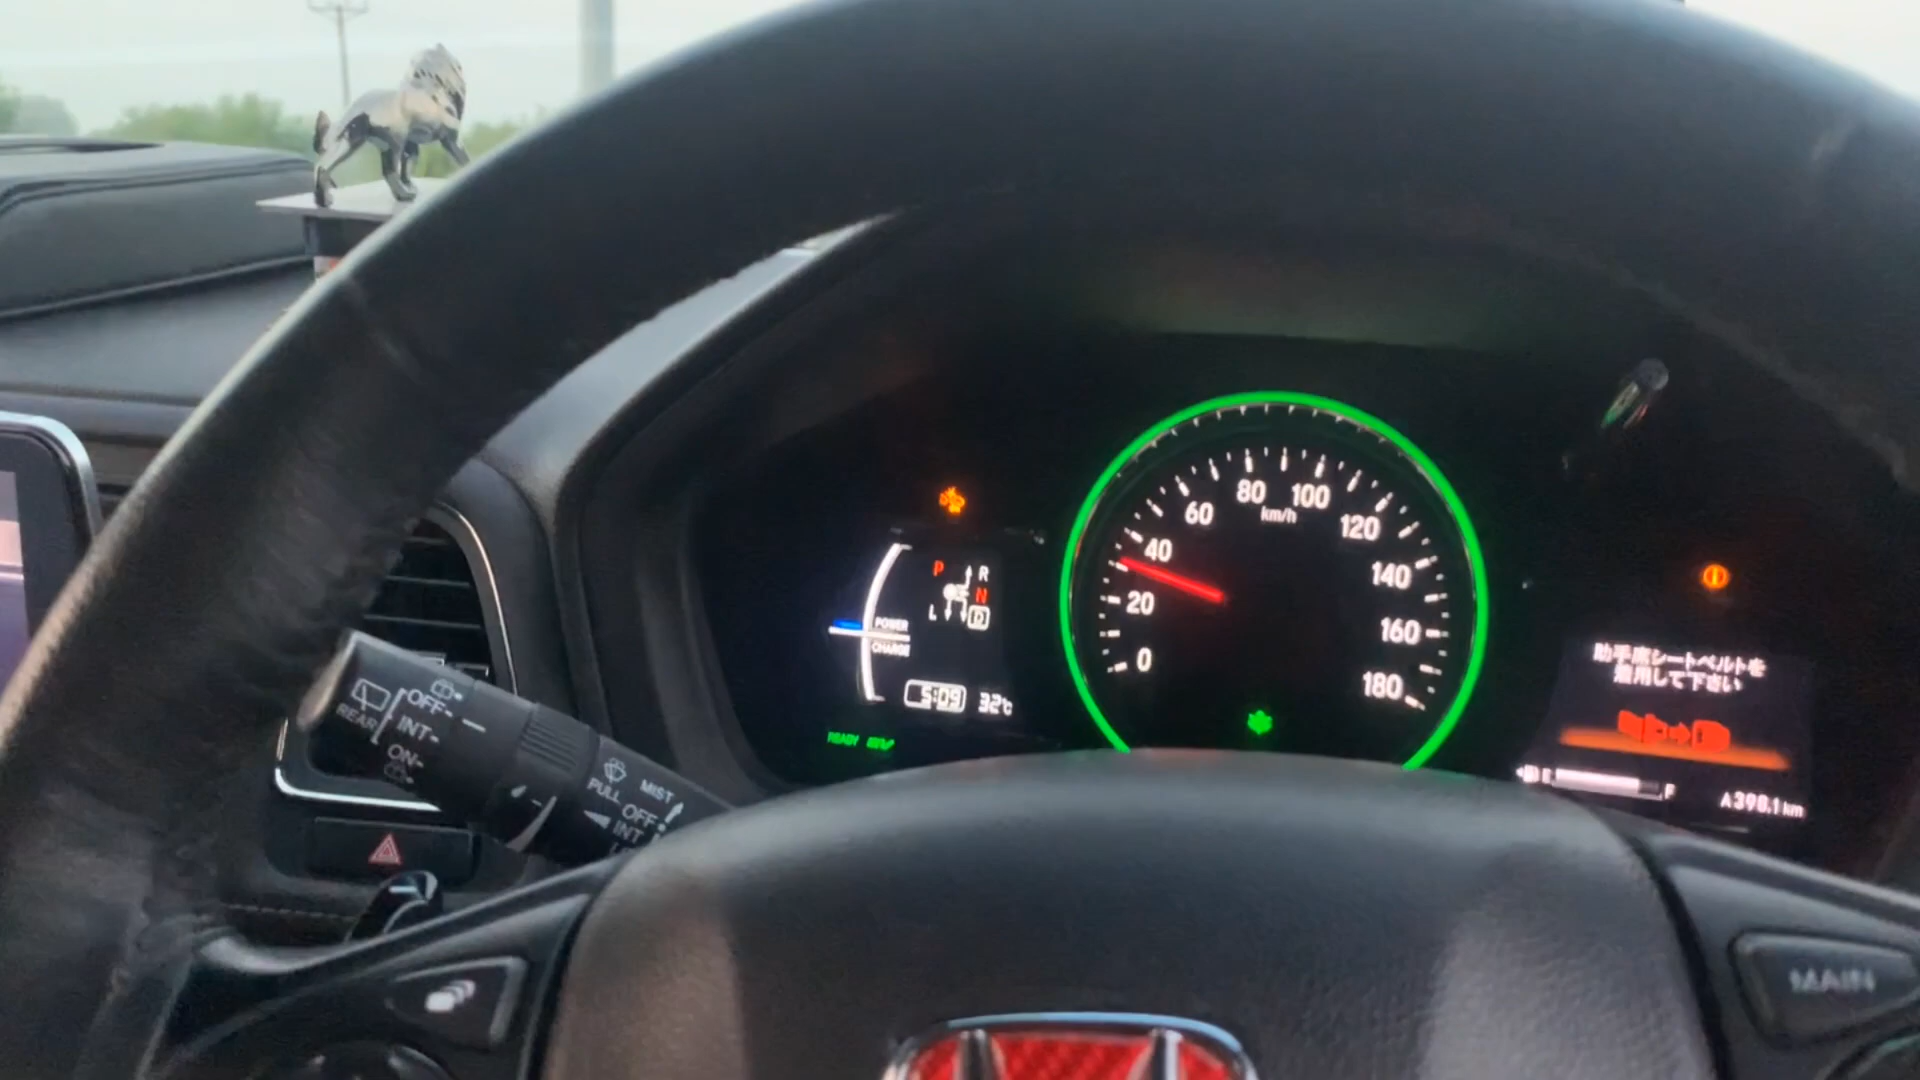 P R
N
L D
POWER
CHARGE
5:09 32℃
READY EV
0
20
40
60
80
100
120
140
160
180
km/h
助手席シートベルトを
着用して下さい
E F
A398.1km
REAR
OFF
INT
ON
PULL
MIST
OFF
INT
MAIN